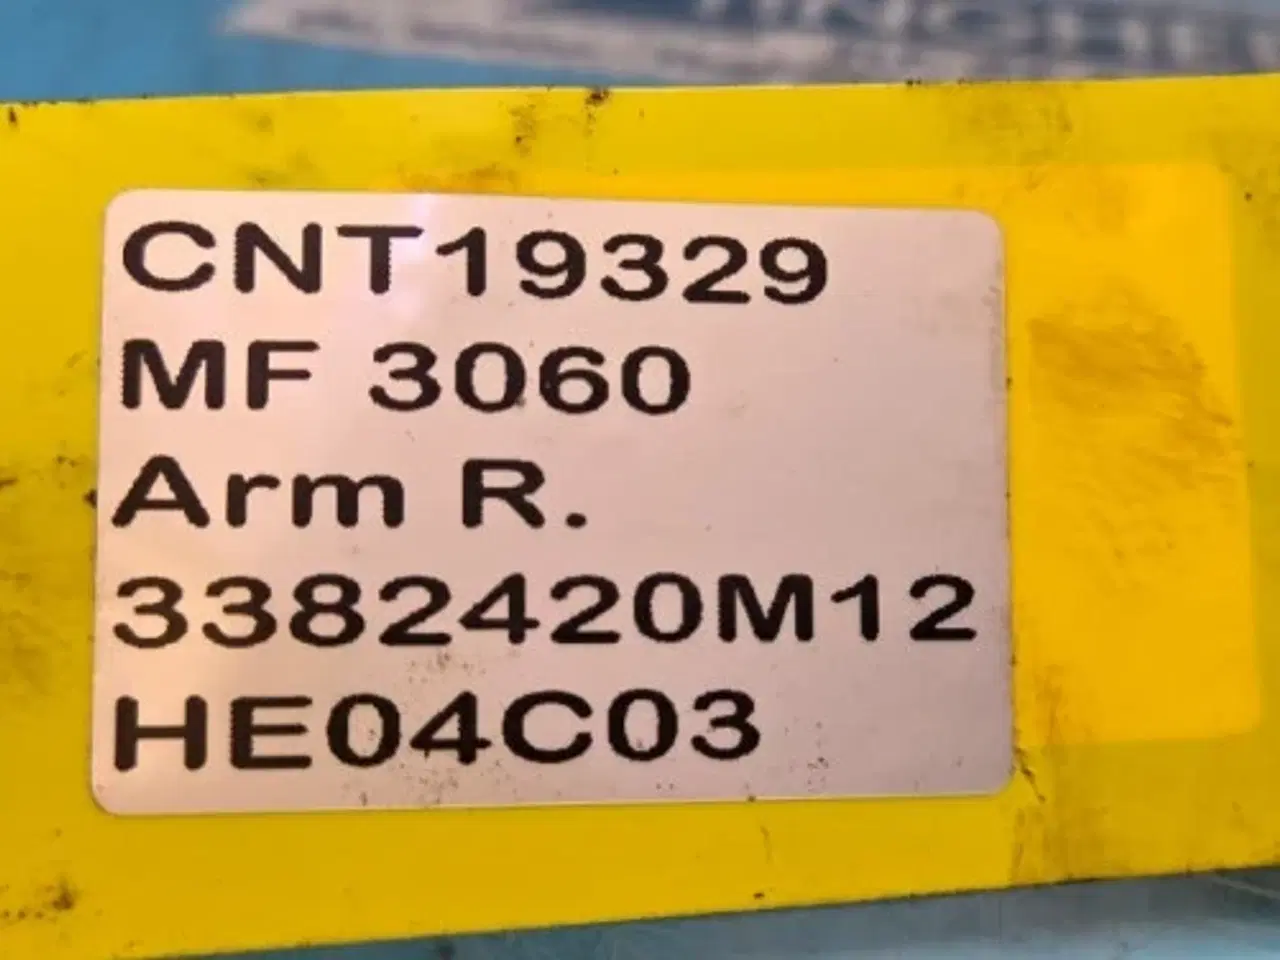 CNT19329
MF 3060
Arm R.
3382420M12
HE04C03